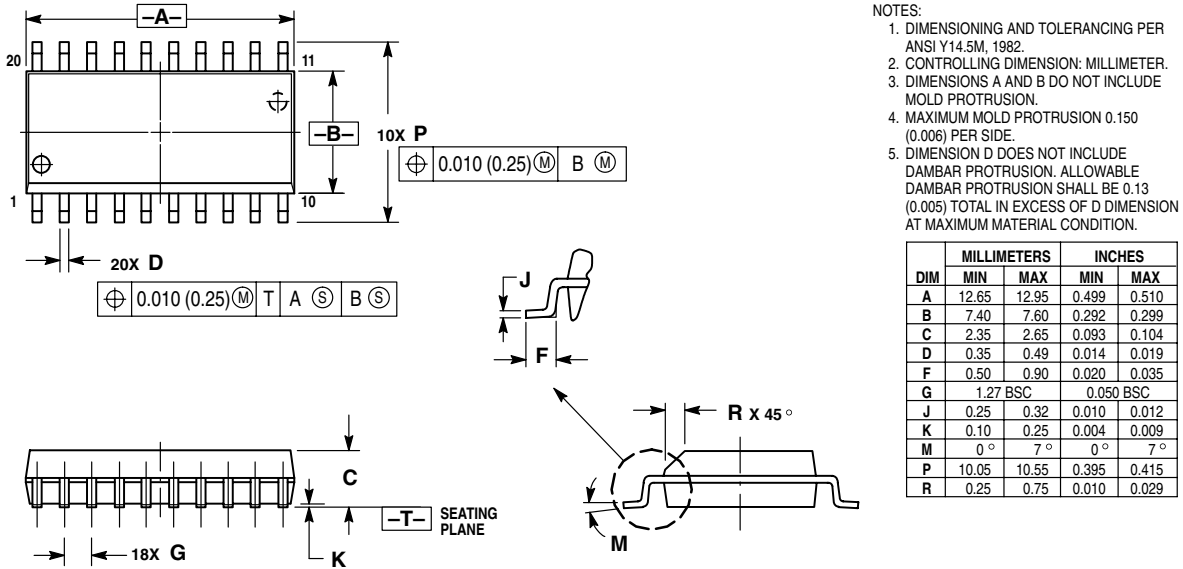 –A–
20
11
–B–
10X P
⌖ 0.010 (0.25) Ⓜ B Ⓜ
1
10
20X D
⌖ 0.010 (0.25) Ⓜ T A Ⓢ B Ⓢ
J
F
C
–T– SEATING
PLANE
18X G
K
R X 45 °
M
NOTES:
1. DIMENSIONING AND TOLERANCING PER
ANSI Y14.5M, 1982.
2. CONTROLLING DIMENSION: MILLIMETER.
3. DIMENSIONS A AND B DO NOT INCLUDE
MOLD PROTRUSION.
4. MAXIMUM MOLD PROTRUSION 0.150
(0.006) PER SIDE.
5. DIMENSION D DOES NOT INCLUDE
DAMBAR PROTRUSION. ALLOWABLE
DAMBAR PROTRUSION SHALL BE 0.13
(0.005) TOTAL IN EXCESS OF D DIMENSION
AT MAXIMUM MATERIAL CONDITION.
MILLIMETERS INCHES
DIM MIN MAX MIN MAX
A 12.65 12.95 0.499 0.510
B 7.40 7.60 0.292 0.299
C 2.35 2.65 0.093 0.104
D 0.35 0.49 0.014 0.019
F 0.50 0.90 0.020 0.035
G 1.27 BSC 0.050 BSC
J 0.25 0.32 0.010 0.012
K 0.10 0.25 0.004 0.009
M 0 ° 7 ° 0 ° 7 °
P 10.05 10.55 0.395 0.415
R 0.25 0.75 0.010 0.029